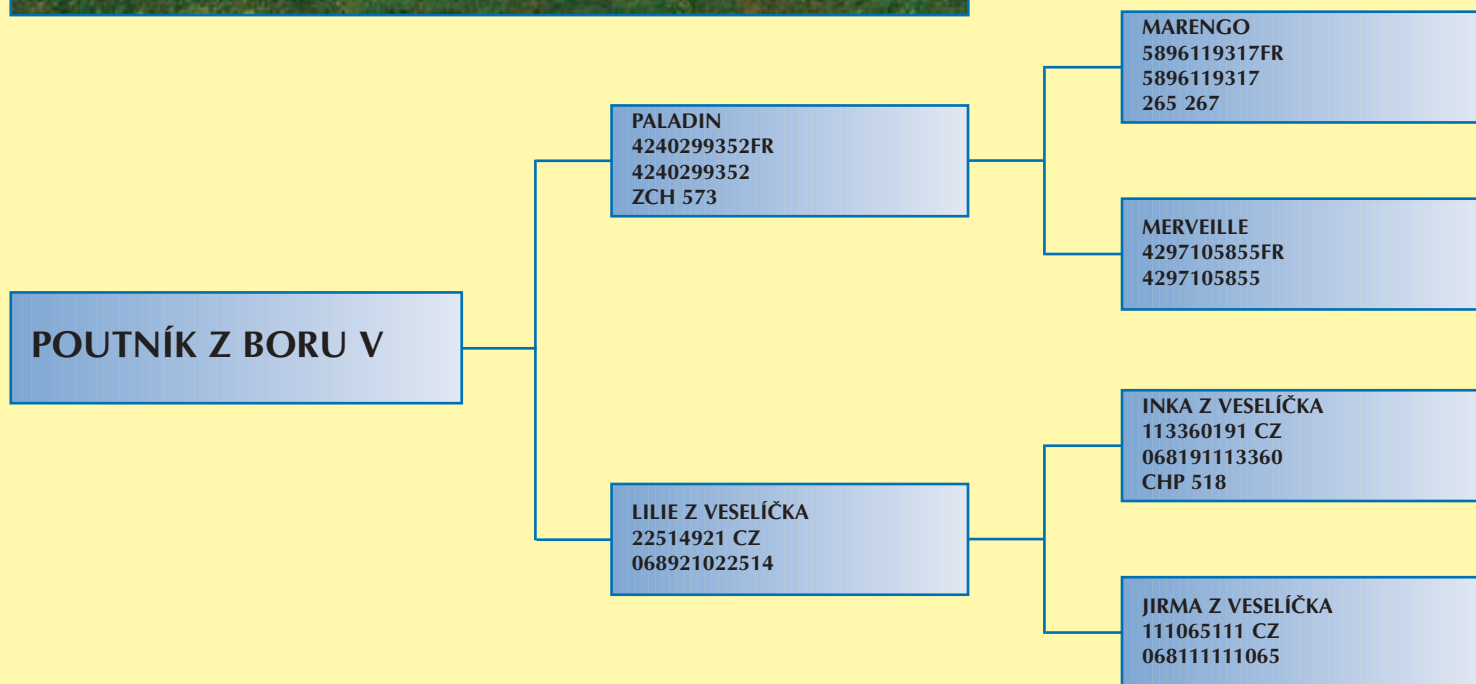 MARENGO
5896119317FR
5896119317
265 267
PALADIN
4240299352FR
4240299352
ZCH 573
MERVEILLE
4297105855FR
4297105855
POUTNÍK Z BORU V
INKA Z VESELÍČKA
113360191 CZ
068191113360
CHP 518
LILIE Z VESELÍČKA
22514921 CZ
068921022514
JIRMA Z VESELÍČKA
111065111 CZ
068111111065